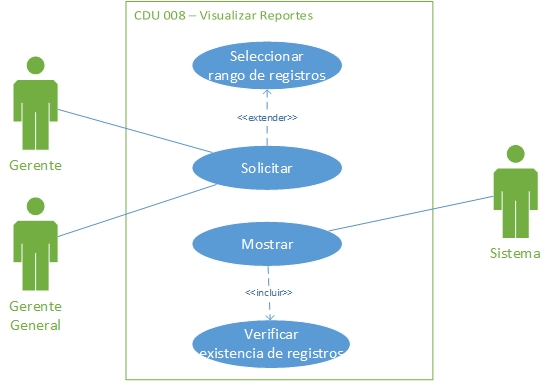 CDU 008 – Visualizar Reportes
Seleccionar
rango de registros
<<extender>>
Gerente
Solicitar
Mostrar
Sistema
<<incluir>>
Gerente
General
Verificar
existencia de registros